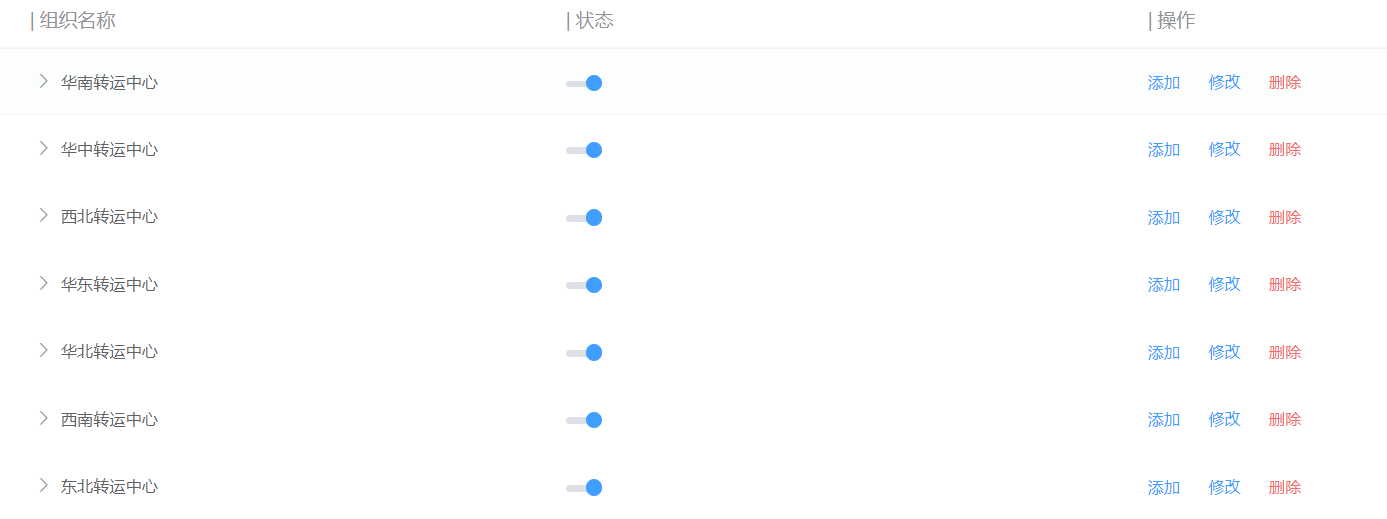 | 组织名称 | 状态 | 操作
华南转运中心 添加 修改 删除
华中转运中心 添加 修改 删除
西北转运中心 添加 修改 删除
华东转运中心 添加 修改 删除
华北转运中心 添加 修改 删除
西南转运中心 添加 修改 删除
东北转运中心 添加 修改 删除